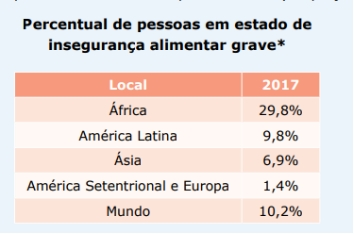 Percentual de pessoas em estado de
insegurança alimentar grave*
Local 2017
África 29,8%
América Latina 9,8%
Ásia 6,9%
América Setentrional e Europa 1,4%
Mundo 10,2%